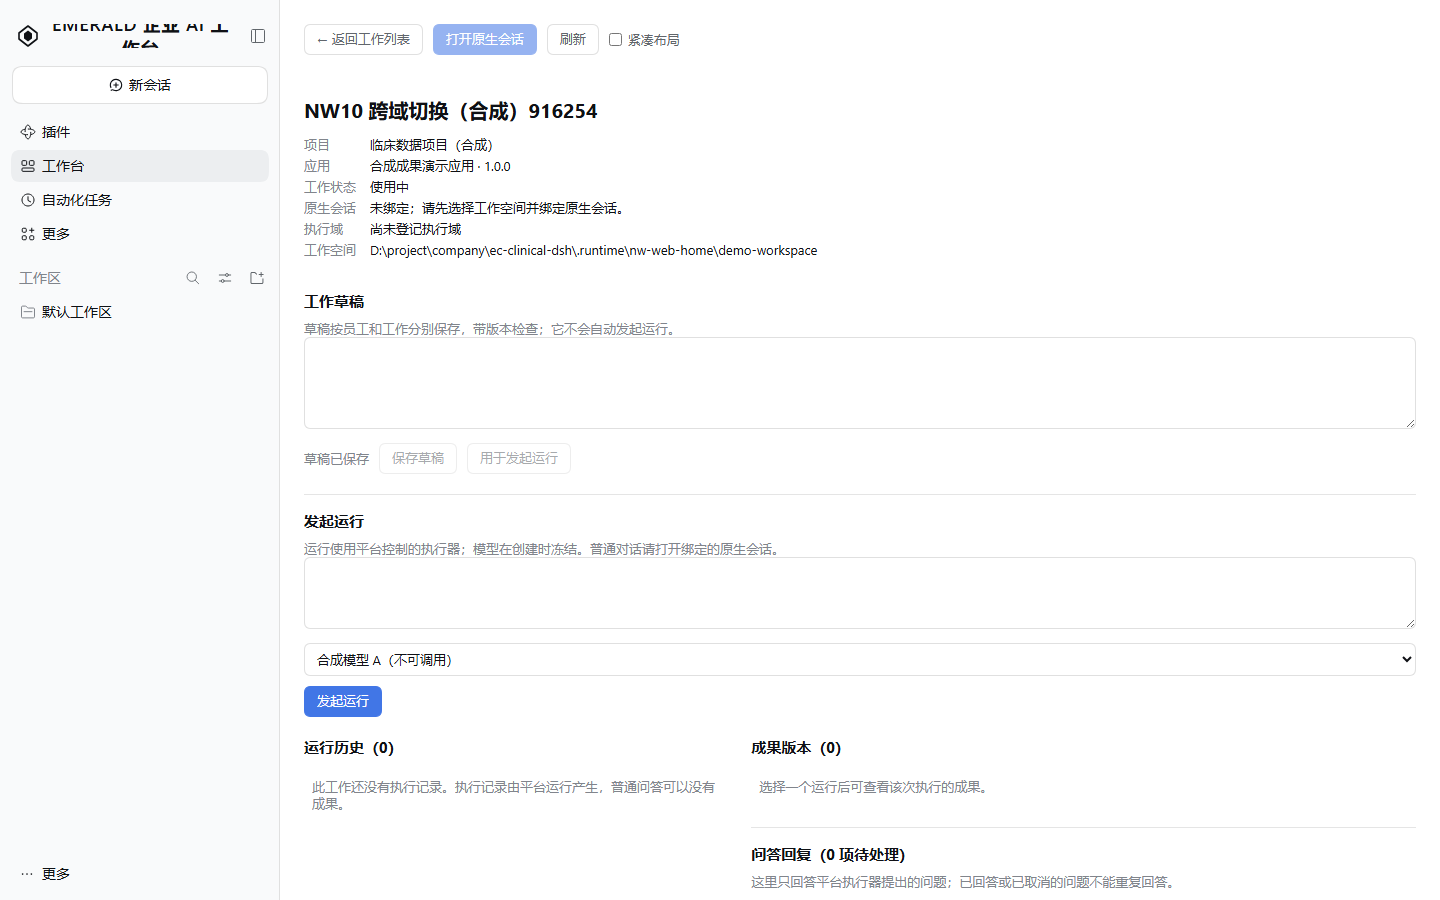 EMERALD 企业 AI 工作台
新会话
插件
工作台
自动化任务
更多
工作区
默认工作区
更多
← 返回工作列表 打开原生会话 刷新 紧凑布局
NW10 跨域切换（合成）916254
项目 临床数据项目（合成）
应用 合成成果演示应用 · 1.0.0
工作状态 使用中
原生会话 未绑定；请先选择工作空间并绑定原生会话。
执行域 尚未登记执行域
工作空间 D:\project\company\ec-clinical-dsh\.runtime\nw-web-home\demo-workspace
工作草稿
草稿按员工和工作分别保存，带版本检查；它不会自动发起运行。
草稿已保存 保存草稿 用于发起运行
发起运行
运行使用平台控制的执行器；模型在创建时冻结。普通对话请打开绑定的原生会话。
合成模型 A（不可调用）
发起运行
运行历史（0）
此工作还没有执行记录。执行记录由平台运行产生，普通问答可以没有
成果。
成果版本（0）
选择一个运行后可查看该次执行的成果。
问答回复（0 项待处理）
这里只回答平台执行器提出的问题；已回答或已取消的问题不能重复回答。